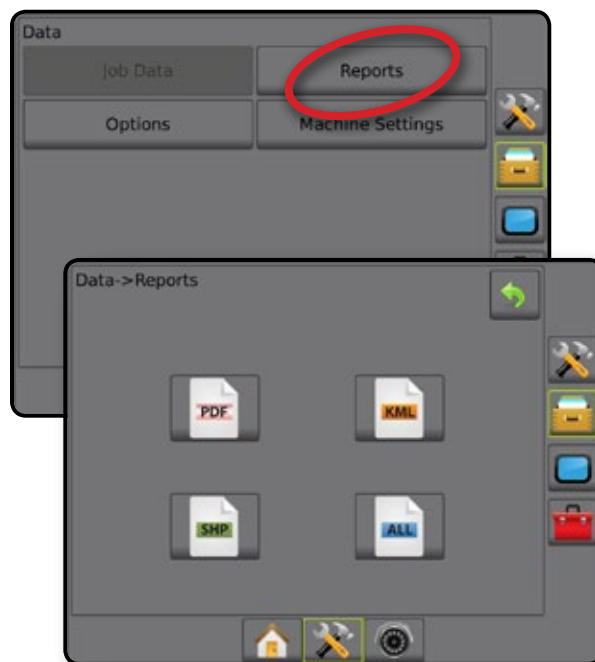 Data
Job Data
Reports
Options
Machine Settings
Data->Reports
PDF
KML
SHP
ALL